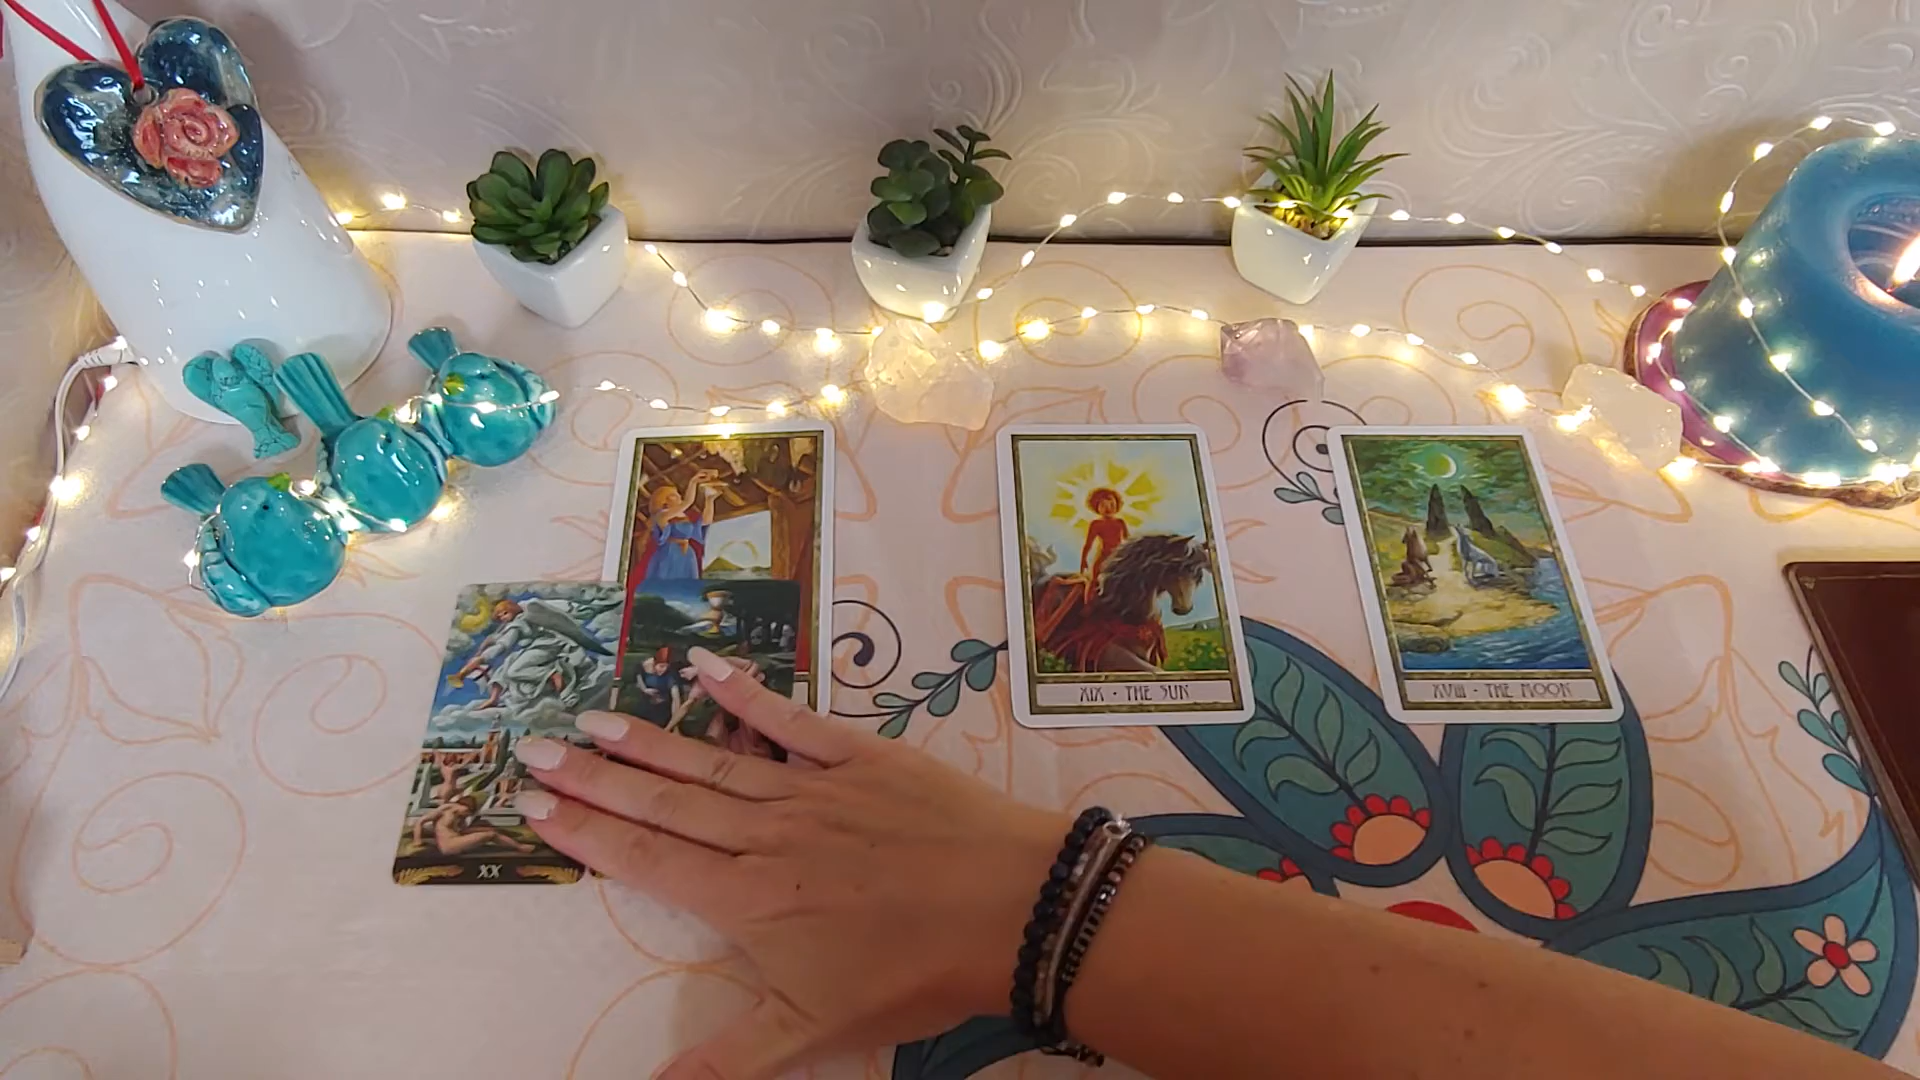 XIX • THE SUN
XVIII • THE MOON
XX